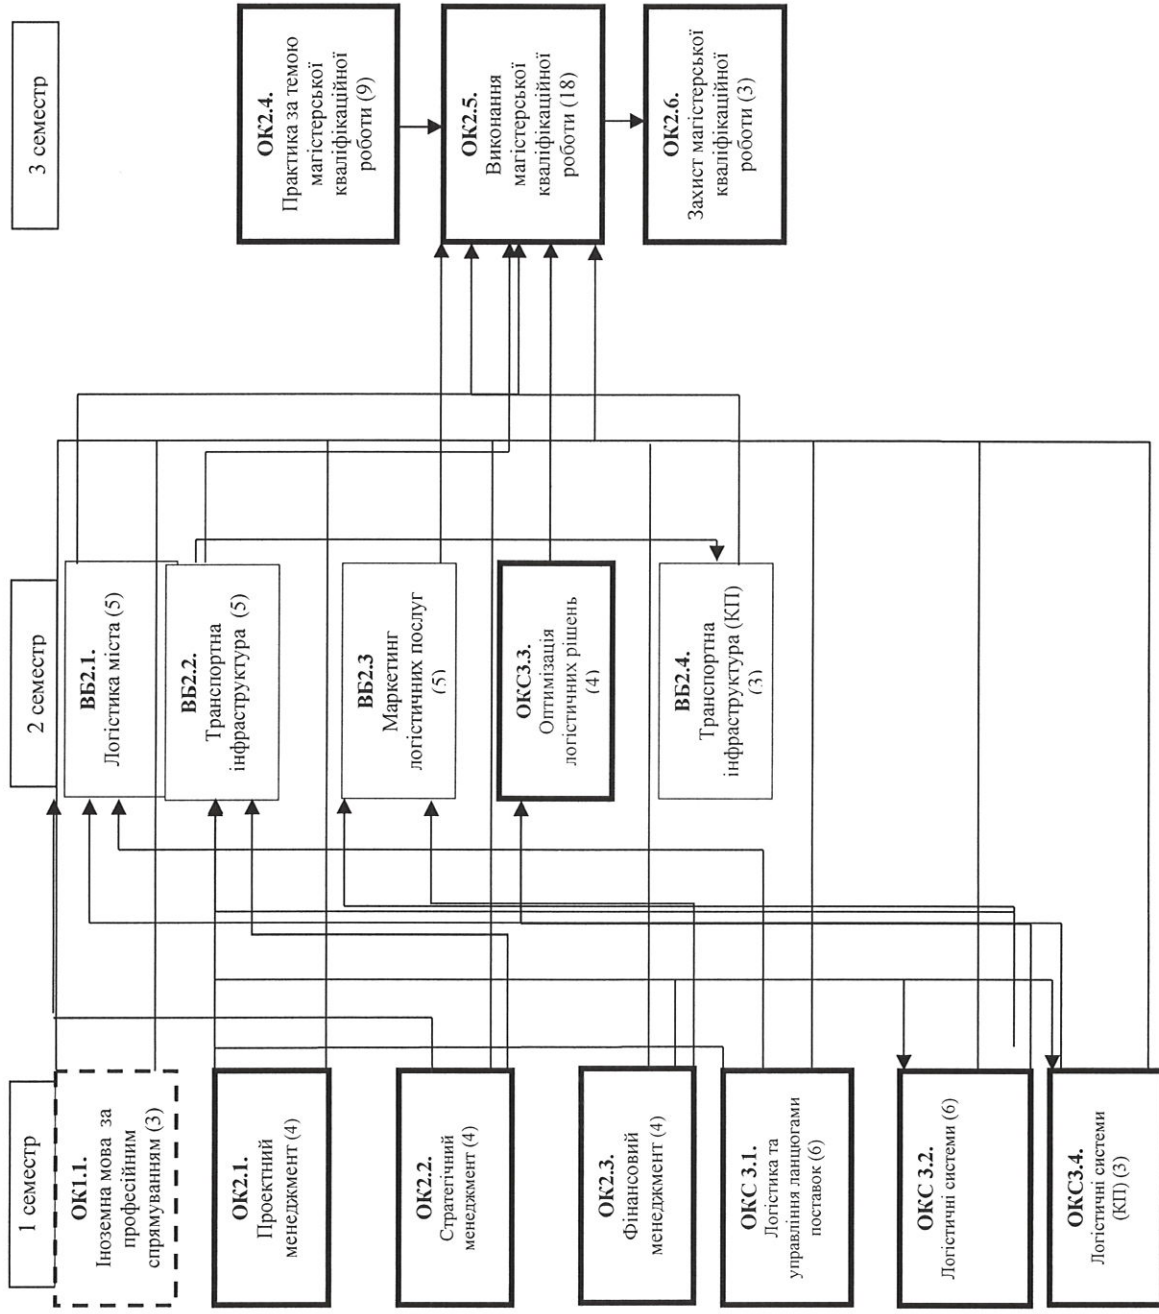 1 семестр
ОК1.1.
Іноземна мова за
професійним
спрямуванням (3)
ОК2.1.
Проектний
менеджмент (4)
ОК2.2.
Стратегічний
менеджмент (4)
ОК2.3.
Фінансовий
менеджмент (4)
ОКС 3.1.
Логістика та
управління ланцюгами
поставок (6)
ОКС 3.2.
Логістичні системи (6)
ОКС3.4.
Логістичні системи
(КП) (3)
2 семестр
ВБ2.1.
Логістика міста (5)
ВБ2.2.
Транспортна
інфраструктура (5)
ВБ2.3
Маркетинг
логістичних послуг
(5)
ОКС3.3.
Оптимізація
логістичних рішень
(4)
ВБ2.4.
Транспортна
інфраструктура (КП)
(3)
3 семестр
ОК2.4.
Практика за темою
магістерської
кваліфікаційної
роботи (9)
ОК2.5.
Виконання
магістерської
кваліфікаційної
роботи (18)
ОК2.6.
Захист магістерської
кваліфікаційної
роботи (3)